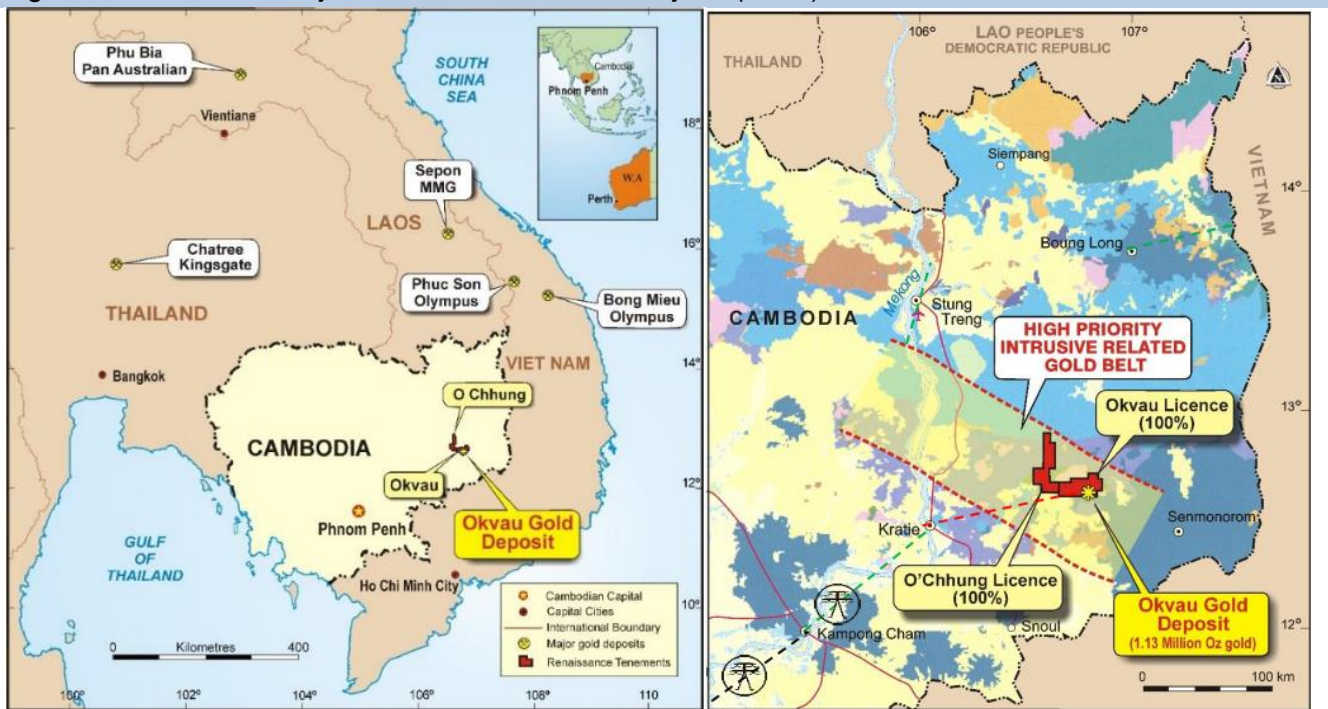 Phu Bia
Pan Australian
Vientiane
SOUTH
CHINA
SEA
Cambodia
Phnom Penh
W.A
Perth
18°
Sepon
MMG
LAOS
16°
Chatree
Kingsgate
Phuc Son
Olympus
Bong Mieu
Olympus
THAILAND
VIET NAM
14°
Bangkok
O Chhung
CAMBODIA
Okvau
12°
Phnom Penh
Okvau Gold
Deposit
GULF
OF
THAILAND
Ho Chi Minh City
10°
Cambodian Capital
Capital Cities
International Boundary
Major gold deposits
Renaissance Tenements
0 Kilometres 400
100° 102° 104° 106° 108° 110
106° 107°
LAO PEOPLE'S
DEMOCRATIC REPUBLIC
THAILAND
Siempang
VIETNAM
14°
Boung Long
Mekong
Stung
Treng
CAMBODIA
HIGH PRIORITY
INTRUSIVE RELATED
GOLD BELT
13°
Okvau Licence
(100%)
Kratie
Senmonorom
O'Chhung Licence
(100%)
Okvau Gold
Deposit
(1.13 Million Oz gold)
Snoul
12°
Kampong Cham
0 100 km